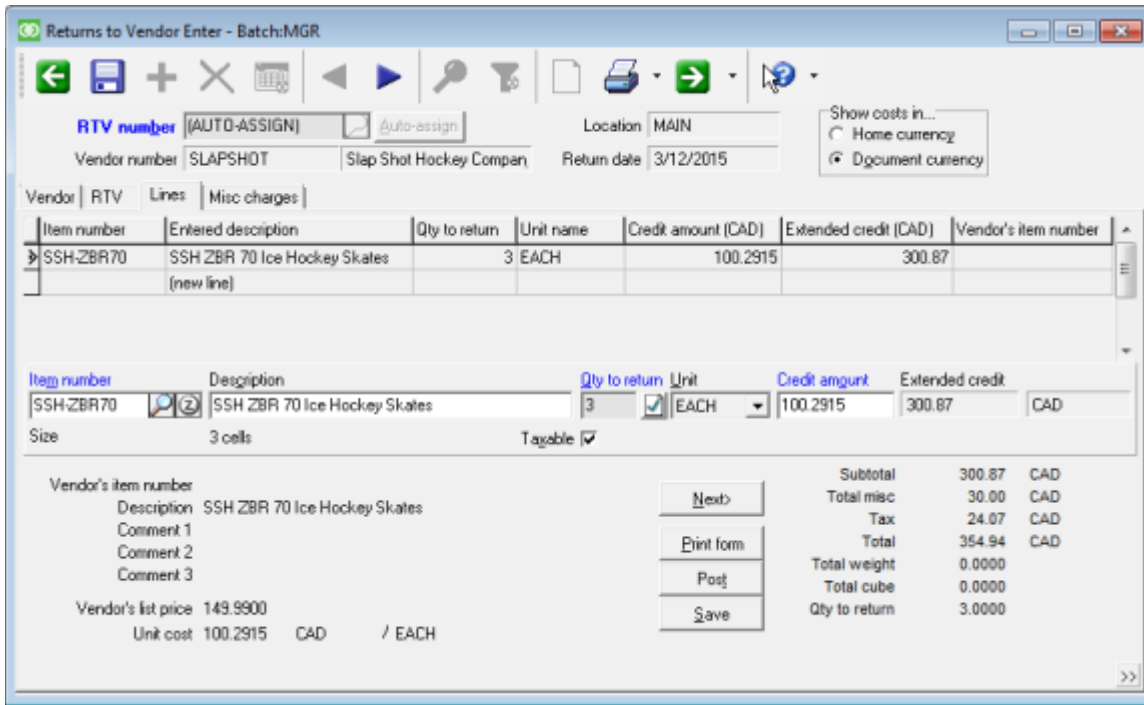 Returns to Vendor Enter - Batch:MGR
RTV number (AUTO-ASSIGN) Auto-assign Location MAIN Show costs in...
Home currency
Vendor number SLAPSHOT Slap Shot Hockey Compan Return date 3/12/2015 Document currency
Vendor RTV Lines Misc charges
Item number Entered description Qty to return Unit name Credit amount (CAD) Extended credit (CAD) Vendor's item number
SSH-ZBR70 SSH ZBR 70 Ice Hockey Skates 3 EACH 100.2915 300.87
(new line)
Item number Description Qty to return Unit Credit amount Extended credit
SSH-ZBR70 Z SSH ZBR 70 Ice Hockey Skates 3 EACH 100.2915 300.87 CAD
Size 3 cells Taxable
Vendor's item number
Description SSH ZBR 70 Ice Hockey Skates
Comment 1
Comment 2
Comment 3
Vendor's list price 149.9900
Unit cost 100.2915 CAD / EACH
Next>
Print form
Post
Save
Subtotal 300.87 CAD
Total misc 30.00 CAD
Tax 24.07 CAD
Total 354.94 CAD
Total weight 0.0000
Total cube 0.0000
Qty to return 3.0000
>>